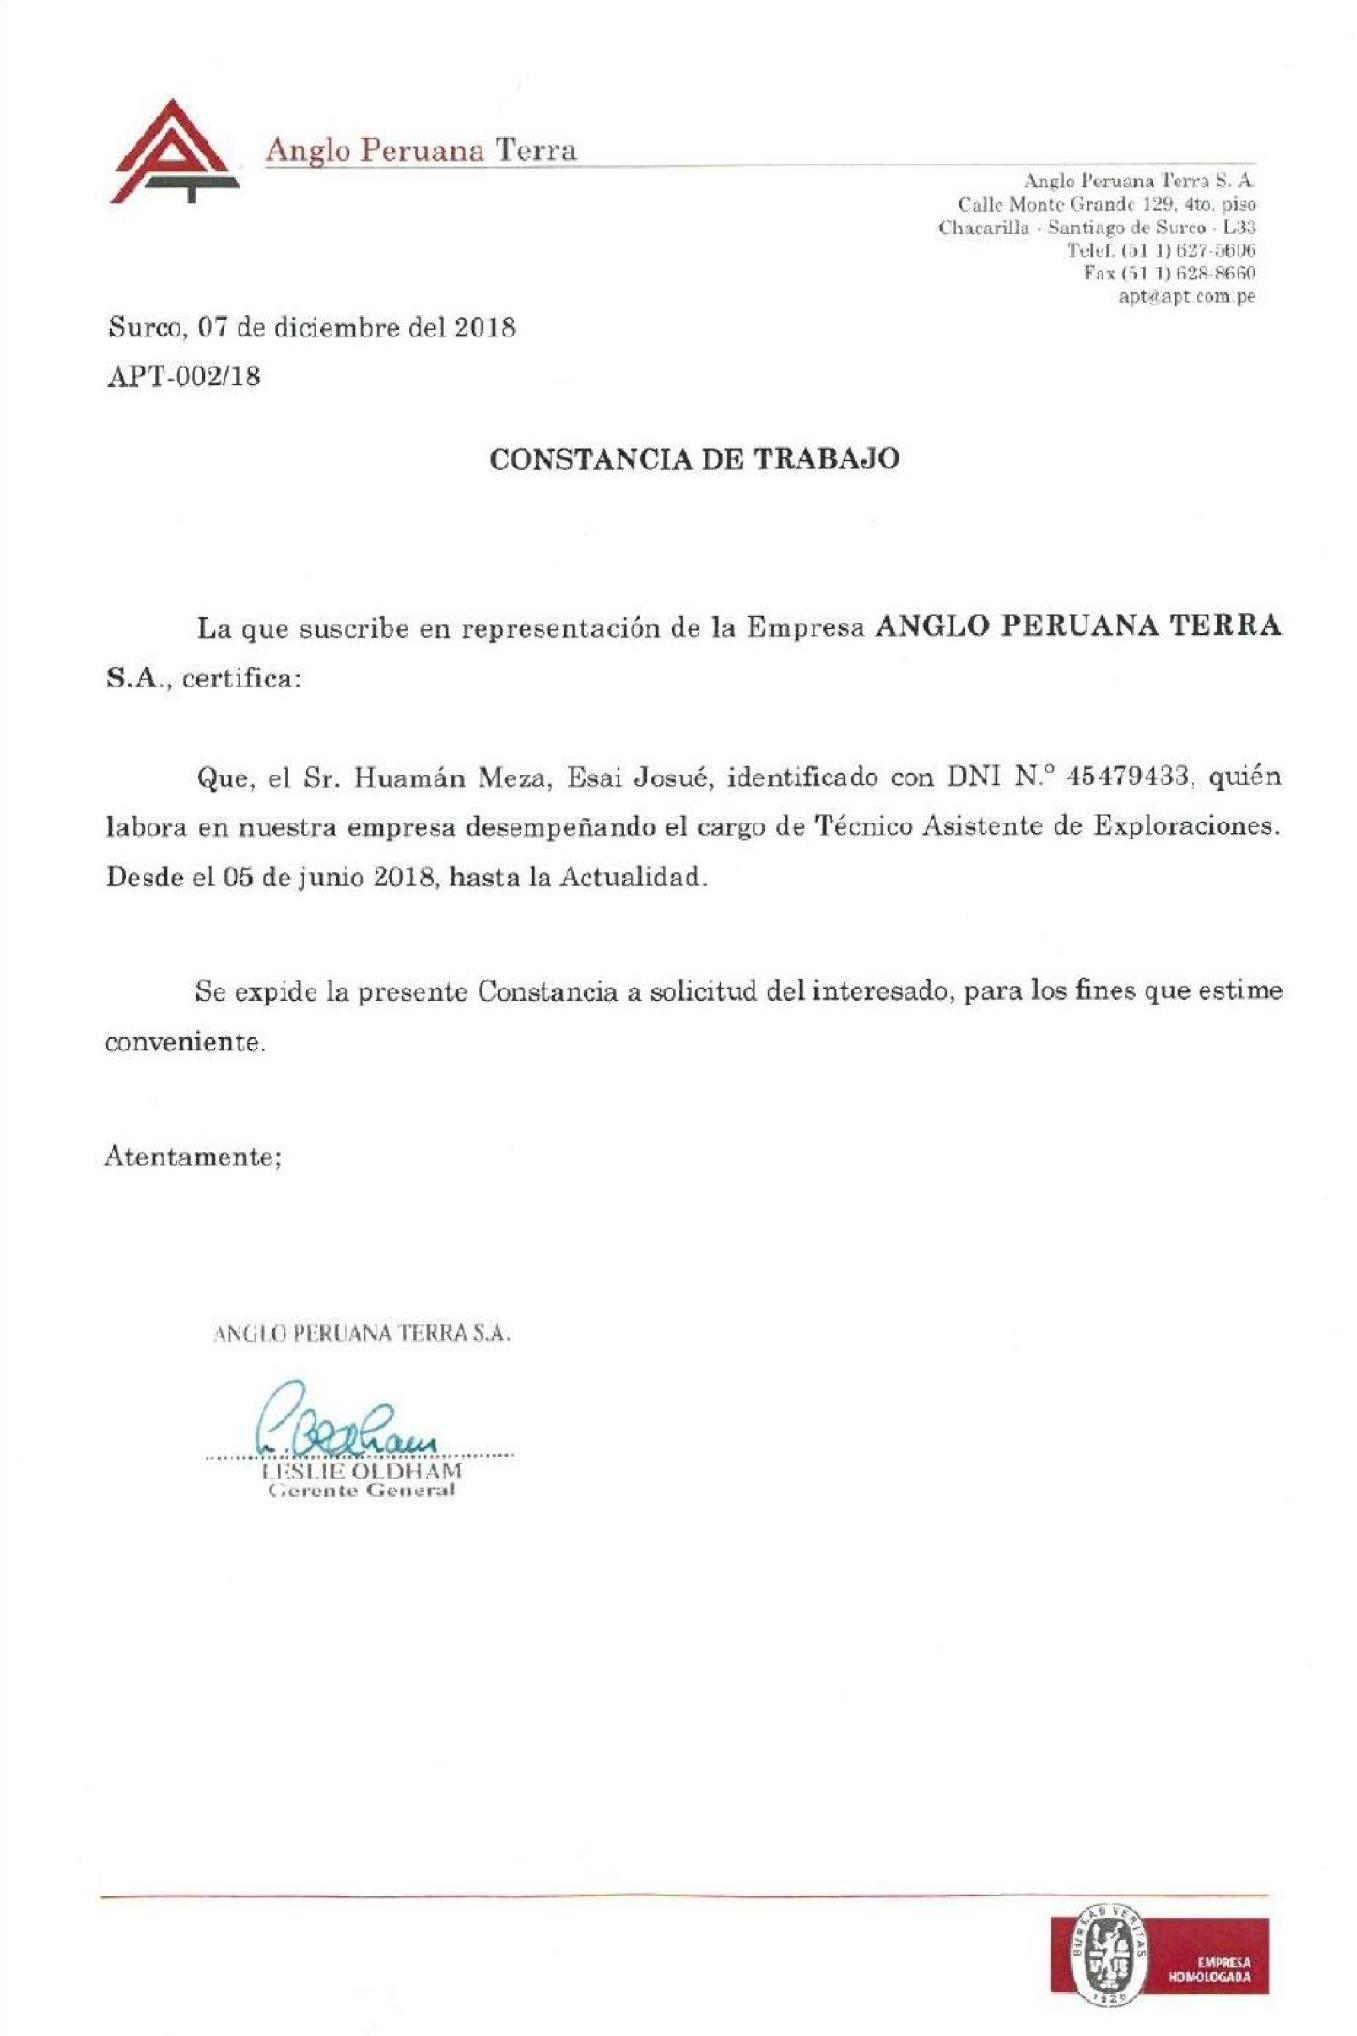 Anglo Peruana Terra
Anglo Peruana Terra S. A.
Calle Monte Grande 129, 4to. piso
Chacarilla - Santiago de Surco - L33
Telef. (51 1) 627-5606
Fax (51 1) 628-8660
apt@apt.com.pe
Surco, 07 de diciembre del 2018
APT-002/18
CONSTANCIA DE TRABAJO
La que suscribe en representación de la Empresa ANGLO PERUANA TERRA
S.A., certifica:
Que, el Sr. Huamán Meza, Esai Josué, identificado con DNI N.° 45479433, quién
labora en nuestra empresa desempeñando el cargo de Técnico Asistente de Exploraciones.
Desde el 05 de junio 2018, hasta la Actualidad.
Se expide la presente Constancia a solicitud del interesado, para los fines que estime
conveniente.
Atentamente;
ANGLO PERUANA TERRA S.A.
L. Oldham
LESLIE OLDHAM
Gerente General
BUREAU VERITAS
1828
EMPRESA
HOMOLOGADA